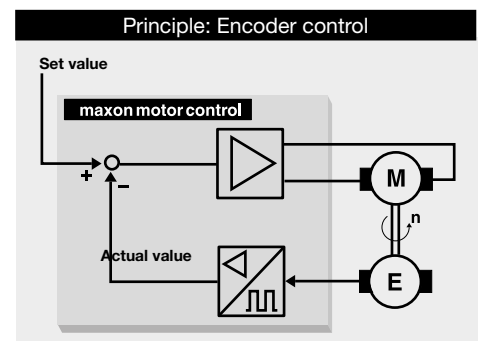 Principle: Encoder control
Set value
maxon motor control
+
−
M
n
Actual value
E